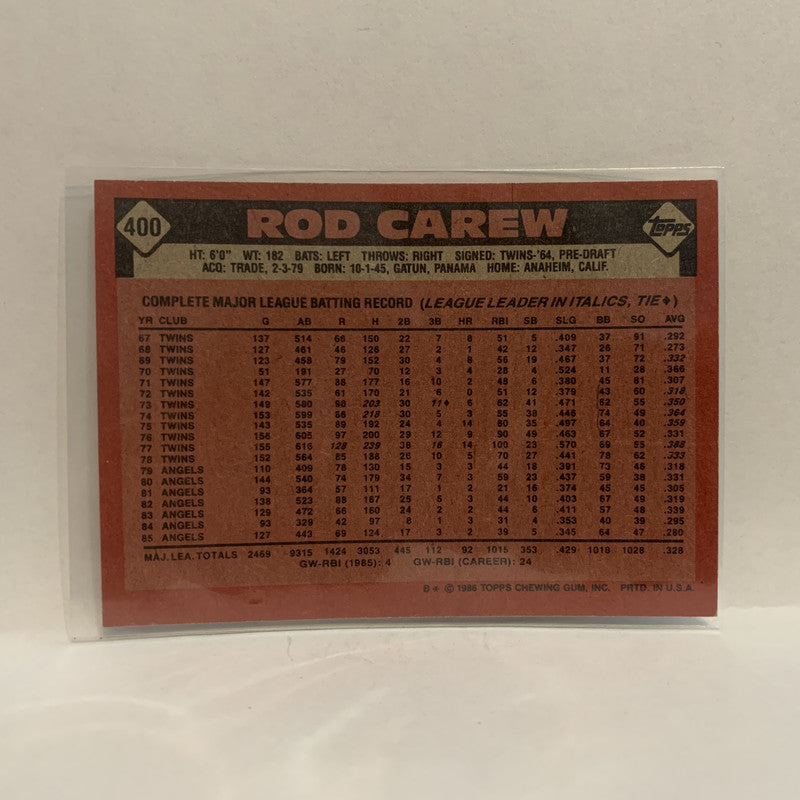 400 ROD CAREW Topps
HT: 6'0" WT: 182 BATS: LEFT THROWS: RIGHT SIGNED: TWINS-'64, PRE-DRAFT
ACQ: TRADE, 2-3-79 BORN: 10-1-45, GATUN, PANAMA HOME: ANAHEIM, CALIF.
COMPLETE MAJOR LEAGUE BATTING RECORD (LEAGUE LEADER IN ITALICS, TIE♦)
YR CLUB G AB R H 2B 3B HR RBI SB SLG BB SO AVG
67 TWINS 137 514 66 150 22 7 8 51 5 .409 37 91 .292
68 TWINS 127 461 46 126 27 2 1 42 12 .347 26 71 .273
69 TWINS 123 458 79 152 30 4 8 56 19 .467 37 72 .332
70 TWINS 51 191 27 70 12 3 4 28 4 .524 11 28 .366
71 TWINS 147 577 88 177 16 10 2 48 6 .380 45 81 .307
72 TWINS 142 535 61 170 21 6 0 51 12 .379 43 60 .318
73 TWINS 149 580 98 203 30 11♦ 6 62 41 .471 62 55 .350
74 TWINS 153 599 86 218 30 5 3 55 38 .446 74 49 .364
75 TWINS 143 535 89 192 24 4 14 80 35 .497 64 40 .359
76 TWINS 156 605 97 200 29 12 9 90 49 .463 67 52 .331
77 TWINS 155 616 128 239 38 16 14 100 23 .570 69 55 .388
78 TWINS 152 564 85 188 26 10 5 70 27 .441 78 62 .333
79 ANGELS 110 409 78 130 15 3 3 44 18 .391 73 46 .318
80 ANGELS 144 540 74 179 34 7 3 59 23 .437 59 38 .331
81 ANGELS 93 364 57 111 17 1 2 21 16 .374 45 45 .305
82 ANGELS 138 523 88 167 25 5 3 44 10 .403 67 49 .319
83 ANGELS 129 472 66 160 24 2 2 44 6 .411 57 48 .339
84 ANGELS 93 329 42 97 8 1 3 31 4 .353 40 39 .295
85 ANGELS 127 443 69 124 17 3 2 39 5 .345 64 47 .280
MAJ. LEA. TOTALS 2469 9315 1424 3053 445 112 92 1015 353 .429 1018 1028 .328
GW-RBI (1985): 4 GW-RBI (CAREER): 24
B* © 1986 TOPPS CHEWING GUM, INC. PRTD. IN U.S.A.